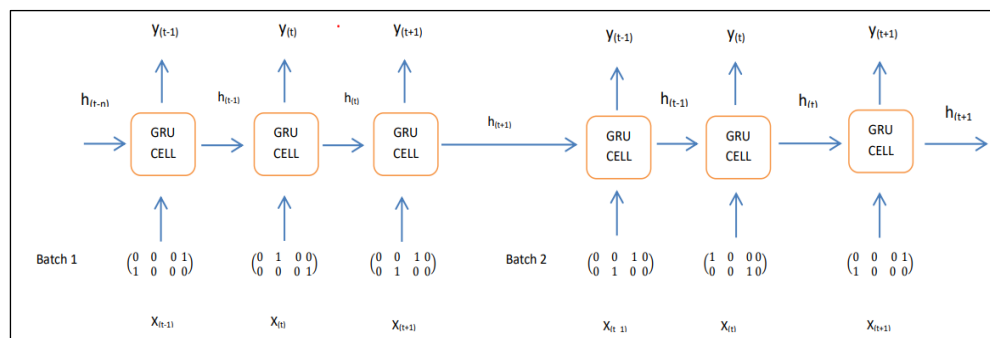 y(t-1) y(t) y(t+1) y(t-1) y(t) y(t+1)
h(t-n) h(t-1) h(t) h(t+1) h(t-1) h(t) h(t+1
GRU GRU GRU GRU GRU GRU
CELL CELL CELL CELL CELL CELL
Batch 1 (0 0 0 1 (0 1 0 0 (0 0 1 0 Batch 2 (0 0 1 0 (1 0 0 0 (0 0 0 1
1 0 0 0) 0 0 0 1) 0 1 0 0) 0 1 0 0) 0 0 1 0) 1 0 0 0)
X(t-1) X(t) X(t+1) X(t-1) X(t) X(t+1)